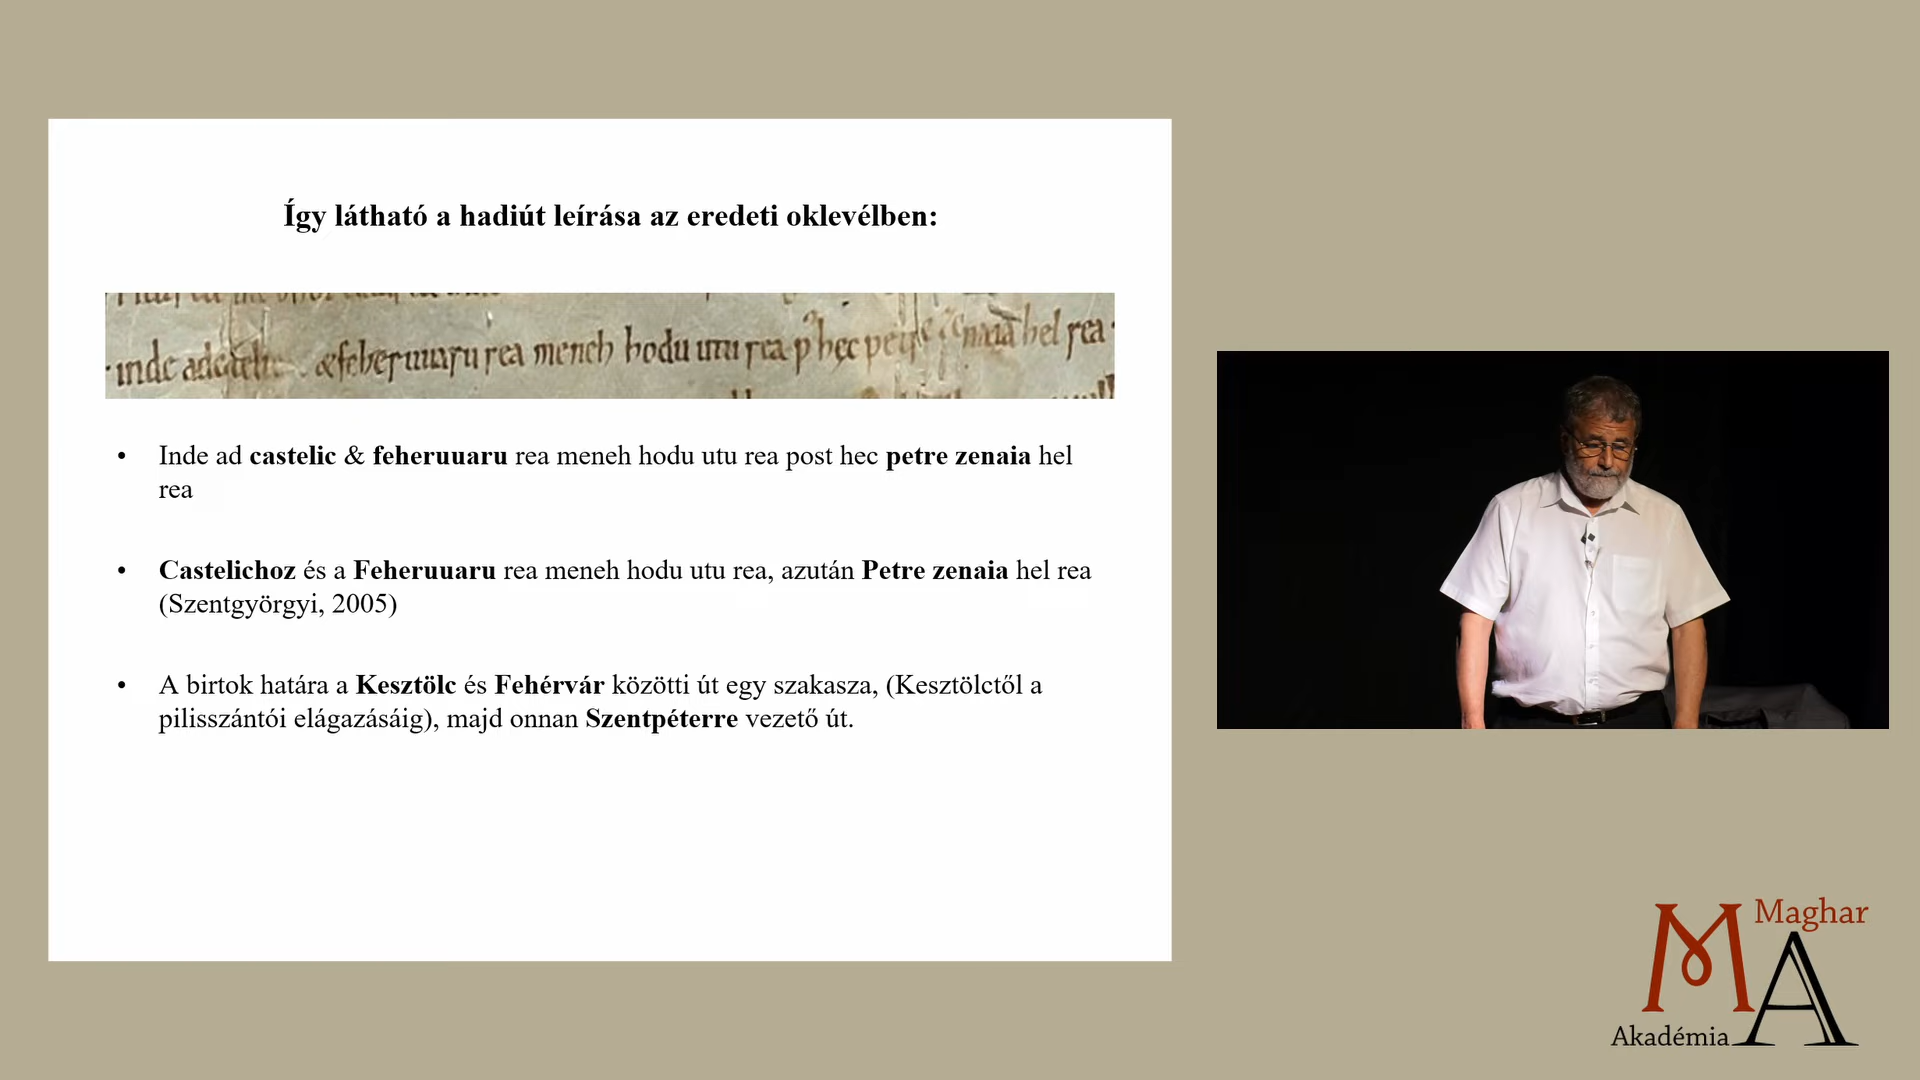 Így látható a hadiút leírása az eredeti oklevélben:
feheruuaru rea meneh hodu utu rea p hec petre zenaia hel rea
• Inde ad castelic & feheruuaru rea meneh hodu utu rea post hec petre zenaia hel
rea
• Castelichoz és a Feheruuaru rea meneh hodu utu rea, azután Petre zenaia hel rea
(Szentgyörgyi, 2005)
• A birtok határa a Kesztölc és Fehérvár közötti út egy szakasza, (Kesztölctől a
pilisszántói elágazásáig), majd onnan Szentpéterre vezető út.
MA
Maghar
Akadémia